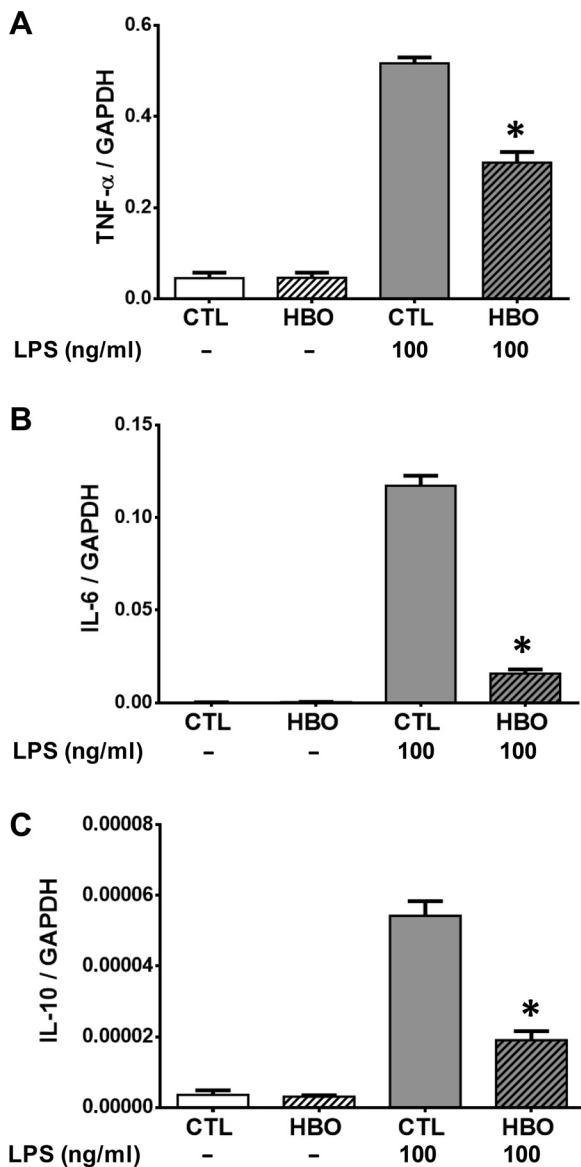 A
TNF-α / GAPDH
0.6
0.4
0.2
0.0
CTL HBO CTL HBO
LPS (ng/ml) – – 100 100
*
B
IL-6 / GAPDH
0.15
0.10
0.05
0.00
CTL HBO CTL HBO
LPS (ng/ml) – – 100 100
*
C
IL-10 / GAPDH
0.00008
0.00006
0.00004
0.00002
0.00000
CTL HBO CTL HBO
LPS (ng/ml) – – 100 100
*